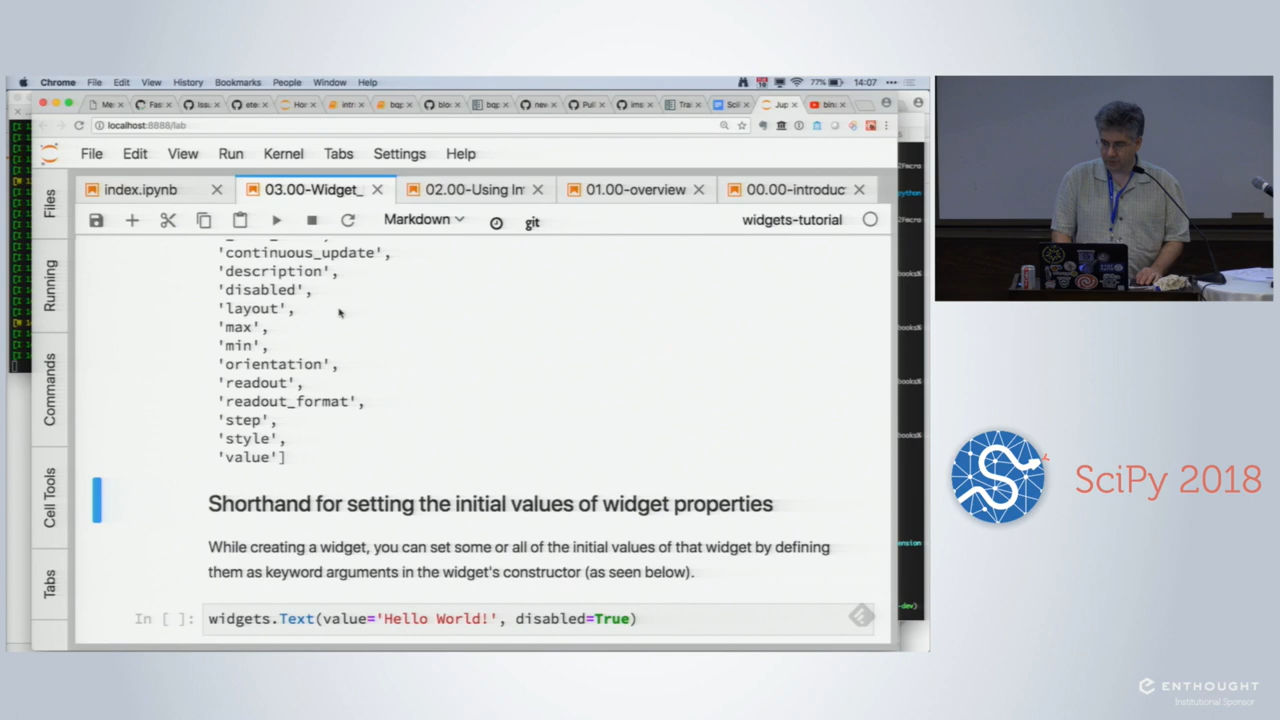 Chrome File Edit View History Bookmarks People Window Help 77% 14:07
localhost:8888/lab
File Edit View Run Kernel Tabs Settings Help
index.ipynb 03.00-Widget_ 02.00-Using In 01.00-overview 00.00-introduc
Markdown git widgets-tutorial
Files
Running
Commands
Cell Tools
Tabs
'continuous_update',
'description',
'disabled',
'layout',
'max',
'min',
'orientation',
'readout',
'readout_format',
'step',
'style',
'value']
Shorthand for setting the initial values of widget properties
While creating a widget, you can set some or all of the initial values of that widget by defining
them as keyword arguments in the widget's constructor (as seen below).
In [ ]: widgets.Text(value='Hello World!', disabled=True)
SciPy 2018
ENTHOUGHT
Institutional Sponsor